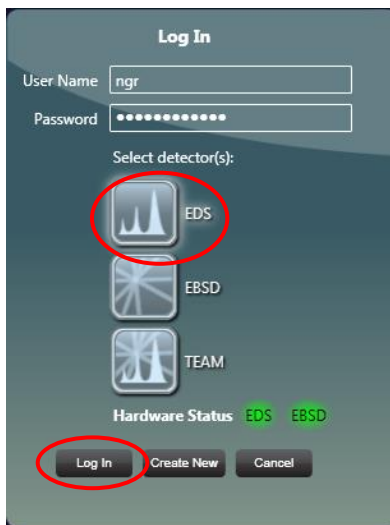 Log In
User Name ngr
Password ••••••••••••
Select detector(s):
EDS
EBSD
TEAM
Hardware Status EDS EBSD
Log In Create New Cancel